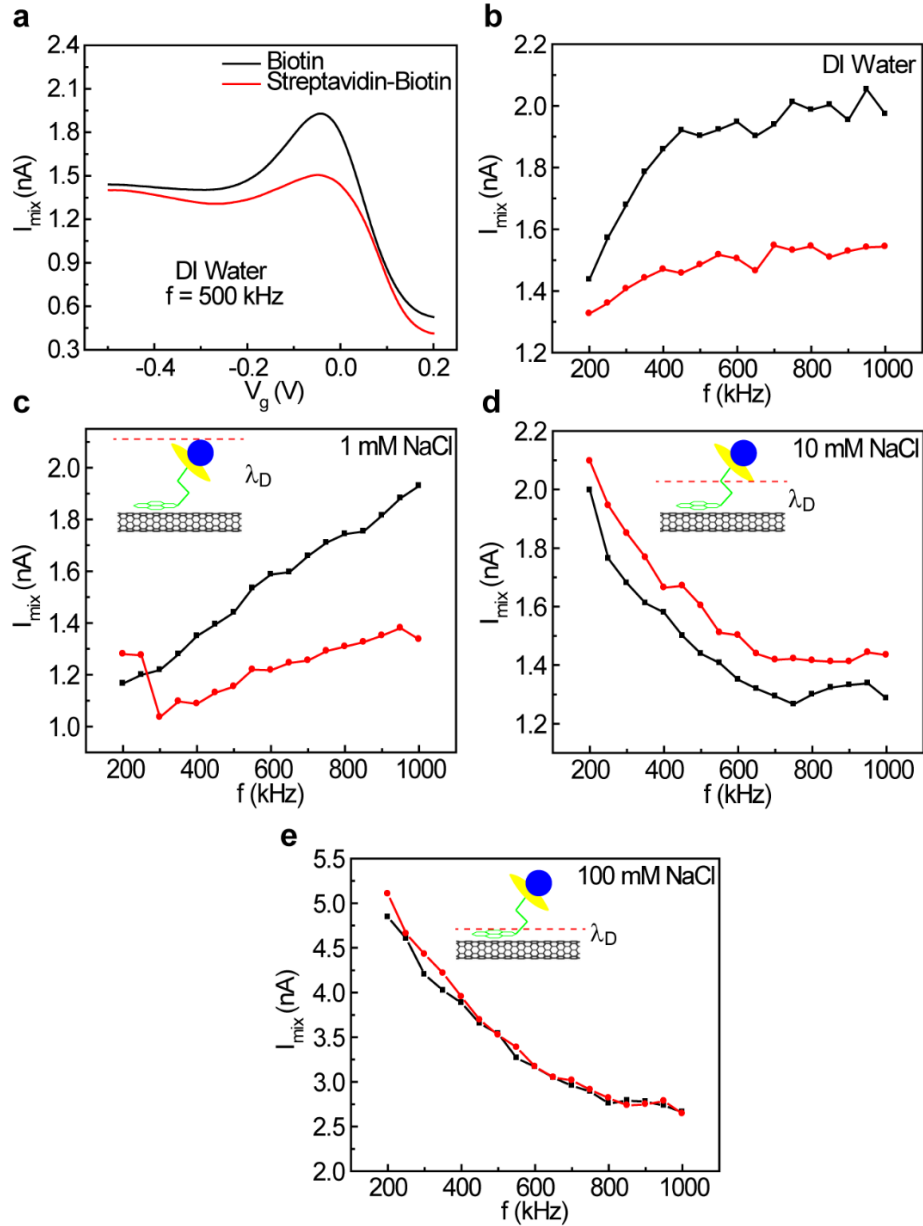 a
Biotin
Streptavidin-Biotin
2.4
2.1
1.8
1.5
1.2
0.9
0.6
0.3
I_mix (nA)
DI Water
f = 500 kHz
-0.4 -0.2 0.0 0.2
V_g (V)
b
DI Water
2.2
2.0
1.8
1.6
1.4
1.2
I_mix (nA)
200 400 600 800 1000
f (kHz)
c
1 mM NaCl
λ_D
2.0
1.8
1.6
1.4
1.2
1.0
I_mix (nA)
200 400 600 800 1000
f (kHz)
d
10 mM NaCl
λ_D
2.2
2.0
1.8
1.6
1.4
1.2
I_mix (nA)
200 400 600 800 1000
f (kHz)
e
100 mM NaCl
λ_D
5.5
5.0
4.5
4.0
3.5
3.0
2.5
2.0
I_mix (nA)
200 400 600 800 1000
f (kHz)